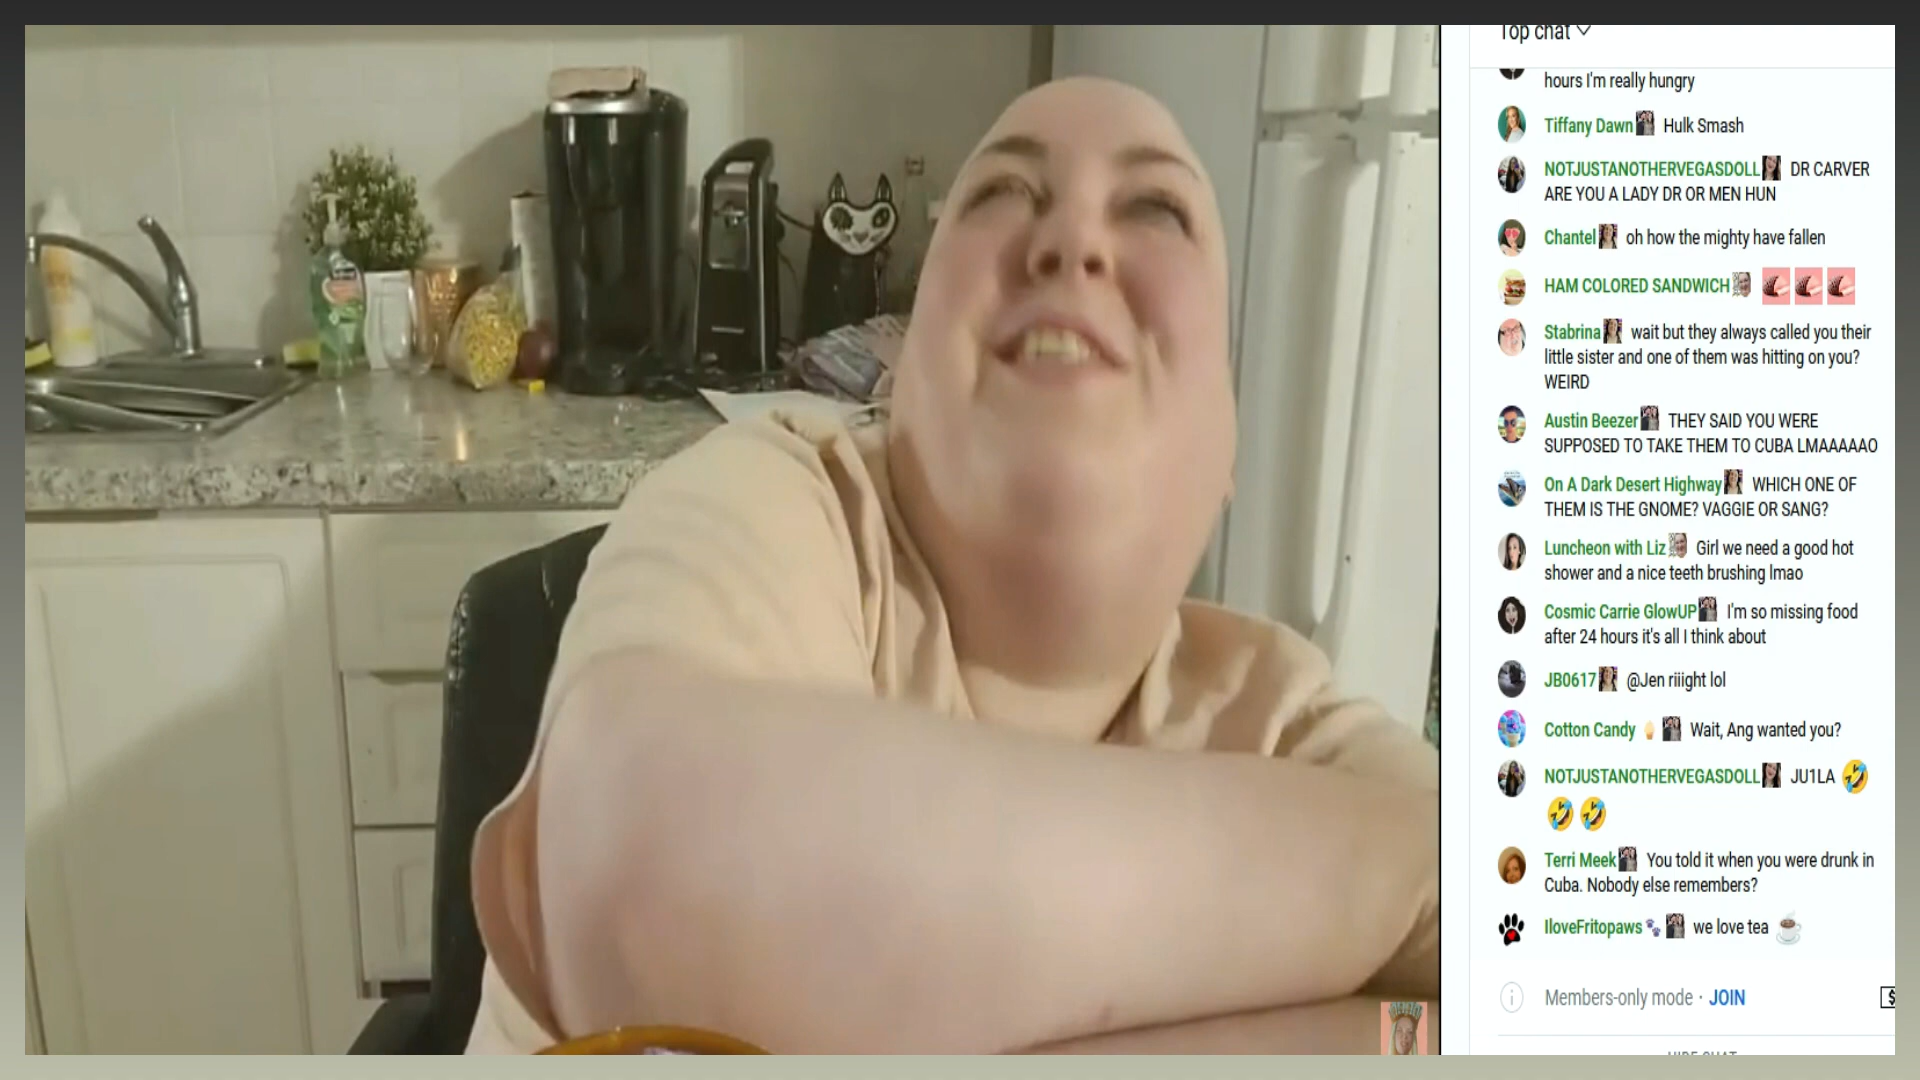 Top chat
hours I'm really hungry
Tiffany Dawn Hulk Smash
NOTJUSTANOTHERVEGASDOLL DR CARVER
ARE YOU A LADY DR OR MEN HUN
Chantel oh how the mighty have fallen
HAM COLORED SANDWICH
Stabrina wait but they always called you their
little sister and one of them was hitting on you?
WEIRD
Austin Beezer THEY SAID YOU WERE
SUPPOSED TO TAKE THEM TO CUBA LMAAAAAO
On A Dark Desert Highway WHICH ONE OF
THEM IS THE GNOME? VAGGIE OR SANG?
Luncheon with Liz Girl we need a good hot
shower and a nice teeth brushing lmao
Cosmic Carrie GlowUP I'm so missing food
after 24 hours it's all I think about
JB0617 @Jen riiight lol
Cotton Candy Wait, Ang wanted you?
NOTJUSTANOTHERVEGASDOLL JU1LA 🤣
🤣🤣
Terri Meek You told it when you were drunk in
Cuba. Nobody else remembers?
IloveFritopaws🐾 we love tea ☕
Members-only mode · JOIN
HIDE CHAT